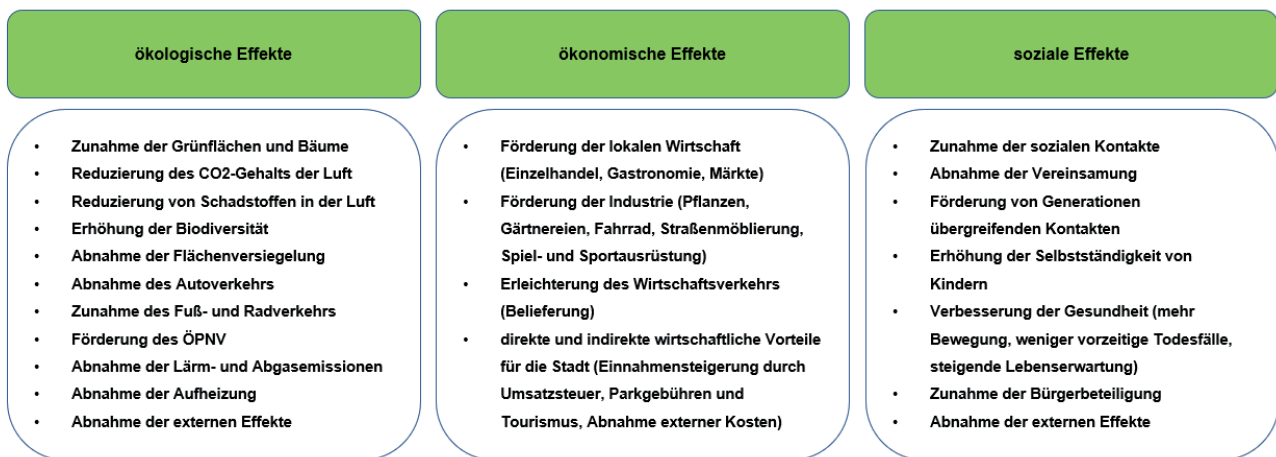 ökologische Effekte
• Zunahme der Grünflächen und Bäume
• Reduzierung des CO2-Gehalts der Luft
• Reduzierung von Schadstoffen in der Luft
• Erhöhung der Biodiversität
• Abnahme der Flächenversiegelung
• Abnahme des Autoverkehrs
• Zunahme des Fuß- und Radverkehrs
• Förderung des ÖPNV
• Abnahme der Lärm- und Abgasemissionen
• Abnahme der Aufheizung
• Abnahme der externen Effekte
ökonomische Effekte
• Förderung der lokalen Wirtschaft
(Einzelhandel, Gastronomie, Märkte)
• Förderung der Industrie (Pflanzen,
Gärtnereien, Fahrrad, Straßenmöblierung,
Spiel- und Sportausrüstung)
• Erleichterung des Wirtschaftsverkehrs
(Belieferung)
• direkte und indirekte wirtschaftliche Vorteile
für die Stadt (Einnahmensteigerung durch
Umsatzsteuer, Parkgebühren und
Tourismus, Abnahme externer Kosten)
soziale Effekte
• Zunahme der sozialen Kontakte
• Abnahme der Vereinsamung
• Förderung von Generationen
übergreifenden Kontakten
• Erhöhung der Selbstständigkeit von
Kindern
• Verbesserung der Gesundheit (mehr
Bewegung, weniger vorzeitige Todesfälle,
steigende Lebenserwartung)
• Zunahme der Bürgerbeteiligung
• Abnahme der externen Effekte